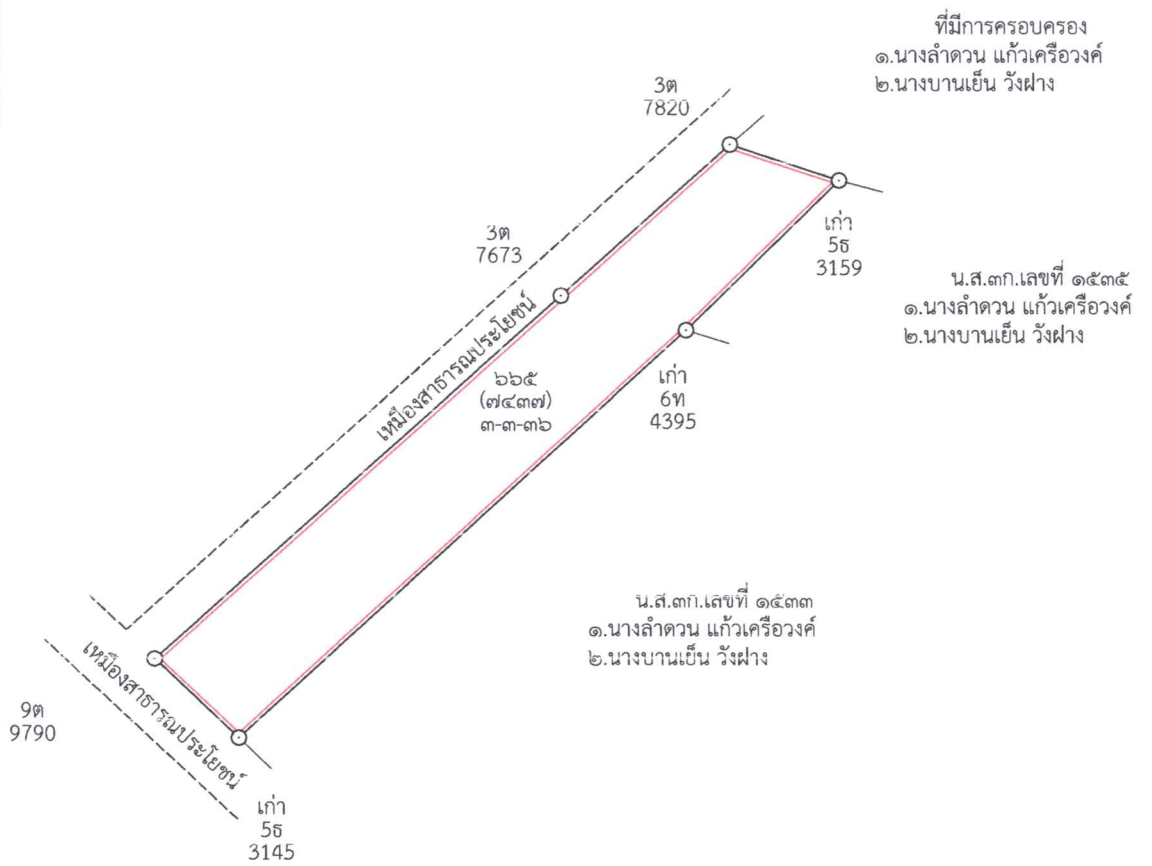 ที่มีการครอบครอง
๑.นางลำดวน แก้วเครือวงค์
๒.นางบานเย็น วังฝาง
3ต
7820
3ต
7673
เก่า
5ธ
3159
น.ส.๓ก.เลขที่ ๑๕๓๕
๑.นางลำดวน แก้วเครือวงค์
๒.นางบานเย็น วังฝาง
เหมืองสาธารณประโยชน์
๖๖๕
(๗๔๓๗)
๓-๓-๓๖
เก่า
6ท
4395
น.ส.๓ก.เลขที่ ๑๕๓๓
๑.นางลำดวน แก้วเครือวงค์
๒.นางบานเย็น วังฝาง
เหมืองสาธารณประโยชน์
9ต
9790
เก่า
5ธ
3145